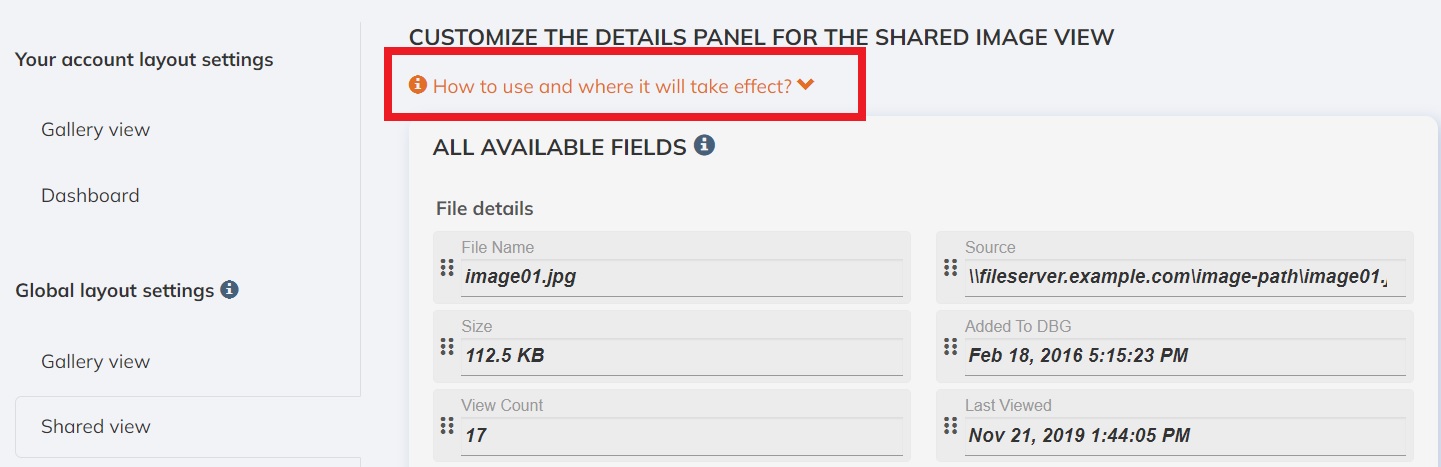 Your account layout settings
Gallery view
Dashboard
Global layout settings
Gallery view
Shared view
CUSTOMIZE THE DETAILS PANEL FOR THE SHARED IMAGE VIEW
How to use and where it will take effect?
ALL AVAILABLE FIELDS
File details
File Name
image01.jpg
Source
\\fileserver.example.com\image-path\image01.
Size
112.5 KB
Added To DBG
Feb 18, 2016 5:15:23 PM
View Count
17
Last Viewed
Nov 21, 2019 1:44:05 PM